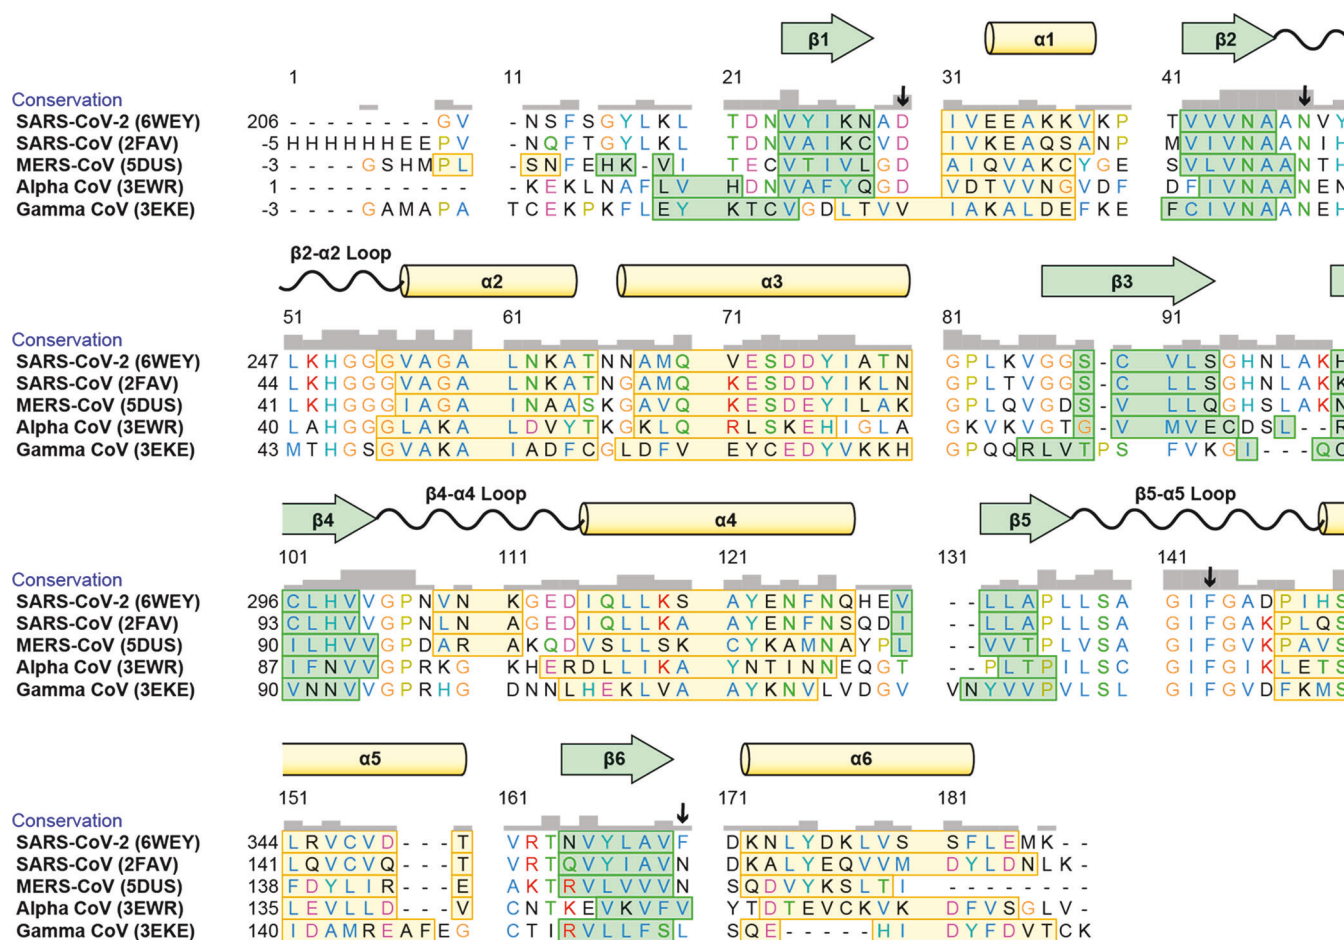 β1 α1 β2
1 11 21 31 41
Conservation
SARS-CoV-2 (6WEY) 206 - - - - - - - - G V - N S F S G Y L K L T D N V Y I K N A D I V E E A K K V K P T V V V N A A N V Y
SARS-CoV (2FAV) -5 H H H H H H E E P V - N Q F T G Y L K L T D N V A I K C V D I V K E A Q S A N P M V I V N A A N I H
MERS-CoV (5DUS) -3 - - - - G S H M P L S N F E H K - V I T E C V T I V L G D A I Q V A K C Y G E S V L V N A A N T H
Alpha CoV (3EWR) 1 - - - - - - - - - - - K E K L N A F L V H D N V A F Y Q G D V D T V V N G V D F D F I V N A A N E N
Gamma CoV (3EKE) -3 - - - - G A M A P A T C E K P K F L E Y K T C V G D L T V V I A K A L D E F K E F C I V N A A N E H
β2-α2 Loop α2 α3 β3
51 61 71 81 91
Conservation
SARS-CoV-2 (6WEY) 247 L K H G G G V A G A L N K A T N N A M Q V E S D D Y I A T N G P L K V G G S - C V L S G H N L A K H
SARS-CoV (2FAV) 44 L K H G G G V A G A L N K A T N G A M Q K E S D D Y I K L N G P L T V G G S - C L L S G H N L A K K
MERS-CoV (5DUS) 41 L K H G G G I A G A I N A A S K G A V Q K E S D E Y I L A K G P L Q V G D S - V L L Q G H S L A K N
Alpha CoV (3EWR) 40 L A H G G G L A K A L D V Y T K G K L Q R L S K E H I G L A G K V K V G T G - V M V E C D S L - - R
Gamma CoV (3EKE) 43 M T H G S G V A K A I A D F C G L D F V E Y C E D Y V K K H G P Q Q R L V T P S F V K G I - - - Q C
β4 β4-α4 Loop α4 β5 β5-α5 Loop
101 111 121 131 141
Conservation
SARS-CoV-2 (6WEY) 296 C L H V V G P N V N K G E D I Q L L K S A Y E N F N Q H E V - - L L A P L L S A G I F G A D P I H S
SARS-CoV (2FAV) 93 C L H V V G P N L N A G E D I Q L L K A A Y E N F N S Q D I - - L L A P L L S A G I F G A K P L Q S
MERS-CoV (5DUS) 90 L L H V V G P D A R A K Q D V S L L S K C Y K A M N A Y P L - - V V T P L V S A G I F G V K P A V S
Alpha CoV (3EWR) 87 I F N V V G P R K G K H E R D L L I K A Y N T I N N E Q G T - - P L T P I L S C G I F G I K L E T S
Gamma CoV (3EKE) 90 V N N V V G P R H G D N N L H E K L V A A Y K N V L V D G V V N Y V V P V L S L G I F G V D F K M S
α5 β6 α6
151 161 171 181
Conservation
SARS-CoV-2 (6WEY) 344 L R V C V D - - - T V R T N V Y L A V F D K N L Y D K L V S S F L E M K - -
SARS-CoV (2FAV) 141 L Q V C V Q - - - T V R T Q V Y I A V N D K A L Y E Q V V M D Y L D N L K -
MERS-CoV (5DUS) 138 F D Y L I R - - - E A K T R V L V V V N S Q D V Y K S L T I - - - - - - - -
Alpha CoV (3EWR) 135 L E V L L D - - - V C N T K E V K V F V Y T D T E V C K V K D F V S G L V -
Gamma CoV (3EKE) 140 I D A M R E A F E G C T I R V L L F S L S Q E - - - - - H I D Y F D V T C K